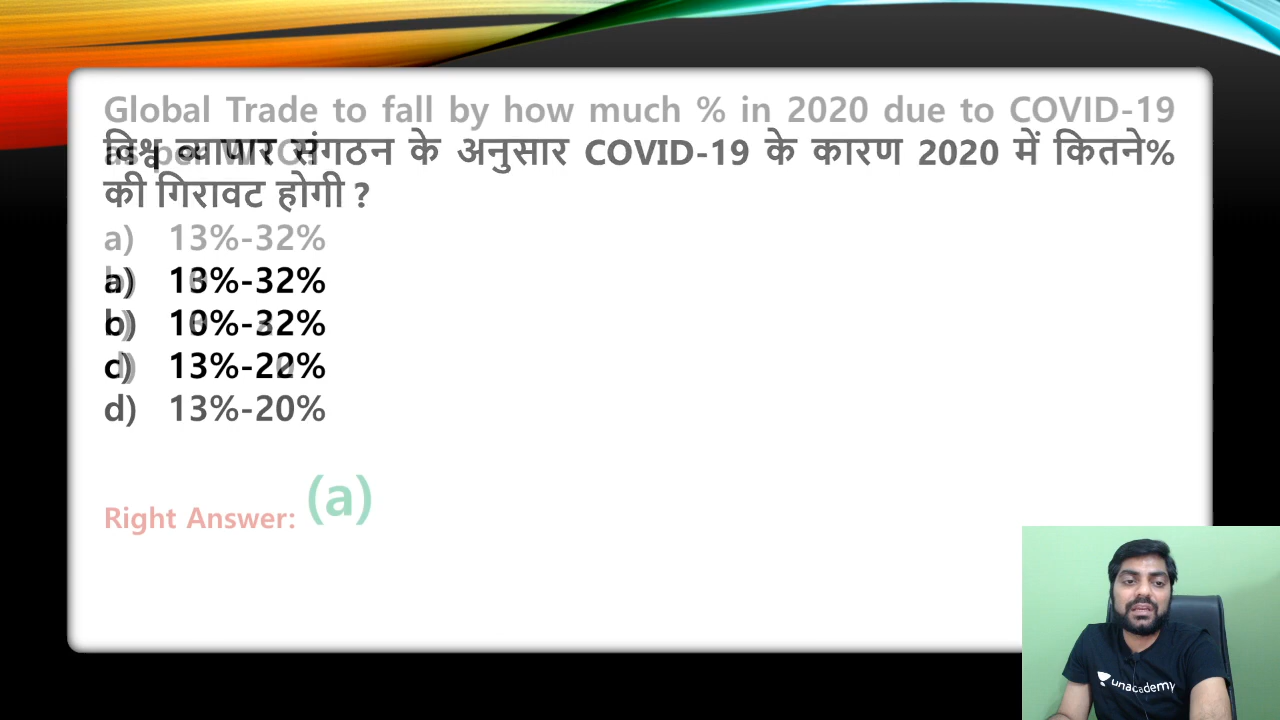 Global Trade to fall by how much % in 2020 due to COVID-19
विश्व व्यापार संगठन के अनुसार COVID-19 के कारण 2020 में कितने%
की गिरावट होगी ?
a) 13%-32%
a) 13%-32%
b) 10%-32%
c) 13%-22%
d) 13%-20%
Right Answer: (a)
unacademy